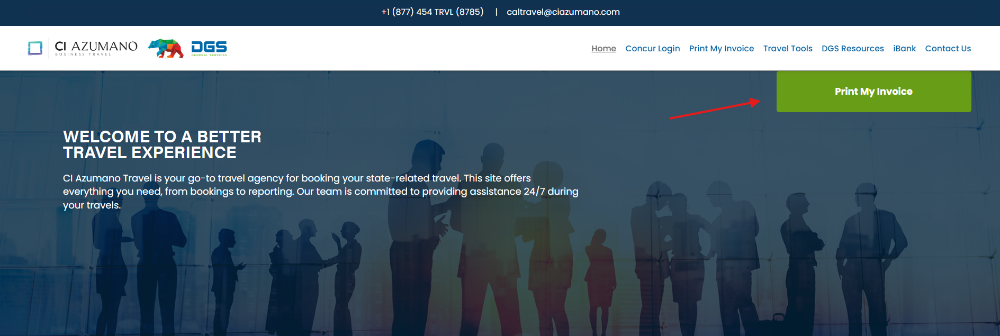 +1 (877) 454 TRVL (8785) | caltravel@ciazumano.com
CI AZUMANO
BUSINESS TRAVEL
DGS
GENERAL SERVICES
Home Concur Login Print My Invoice Travel Tools DGS Resources iBank Contact Us
Print My Invoice
WELCOME TO A BETTER
TRAVEL EXPERIENCE
CI Azumano Travel is your go-to travel agency for booking your state-related travel. This site offers
everything you need, from bookings to reporting. Our team is committed to providing assistance 24/7 during
your travels.